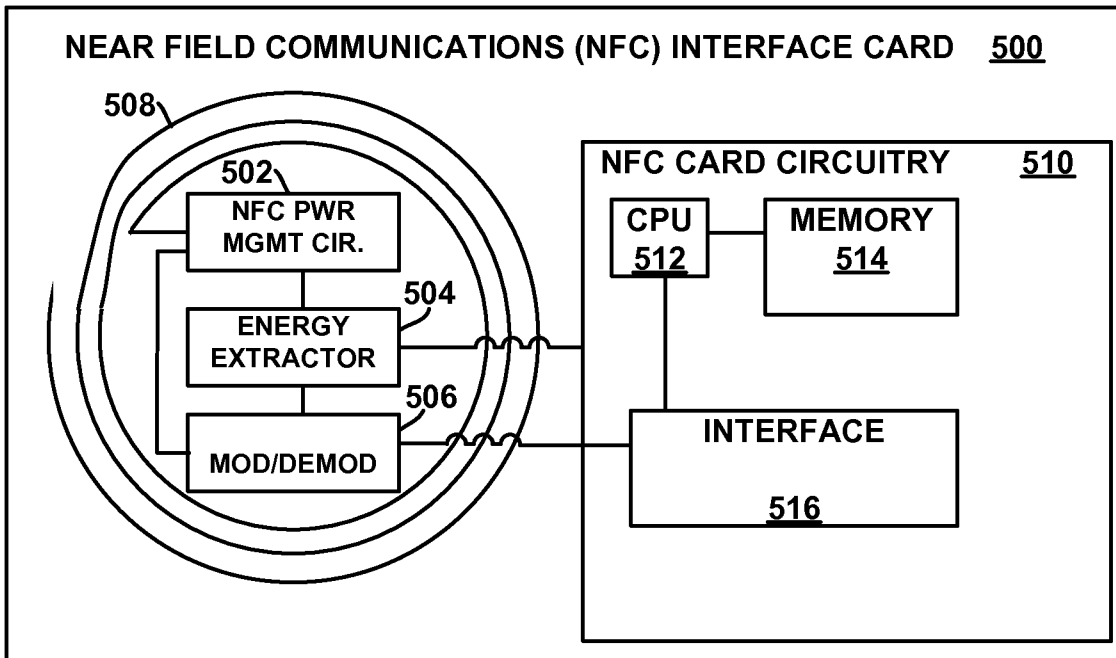 NEAR FIELD COMMUNICATIONS (NFC) INTERFACE CARD 500
508
502
NFC PWR
MGMT CIR.
504
ENERGY
EXTRACTOR
506
MOD/DEMOD
NFC CARD CIRCUITRY 510
CPU
512
MEMORY
514
INTERFACE
516